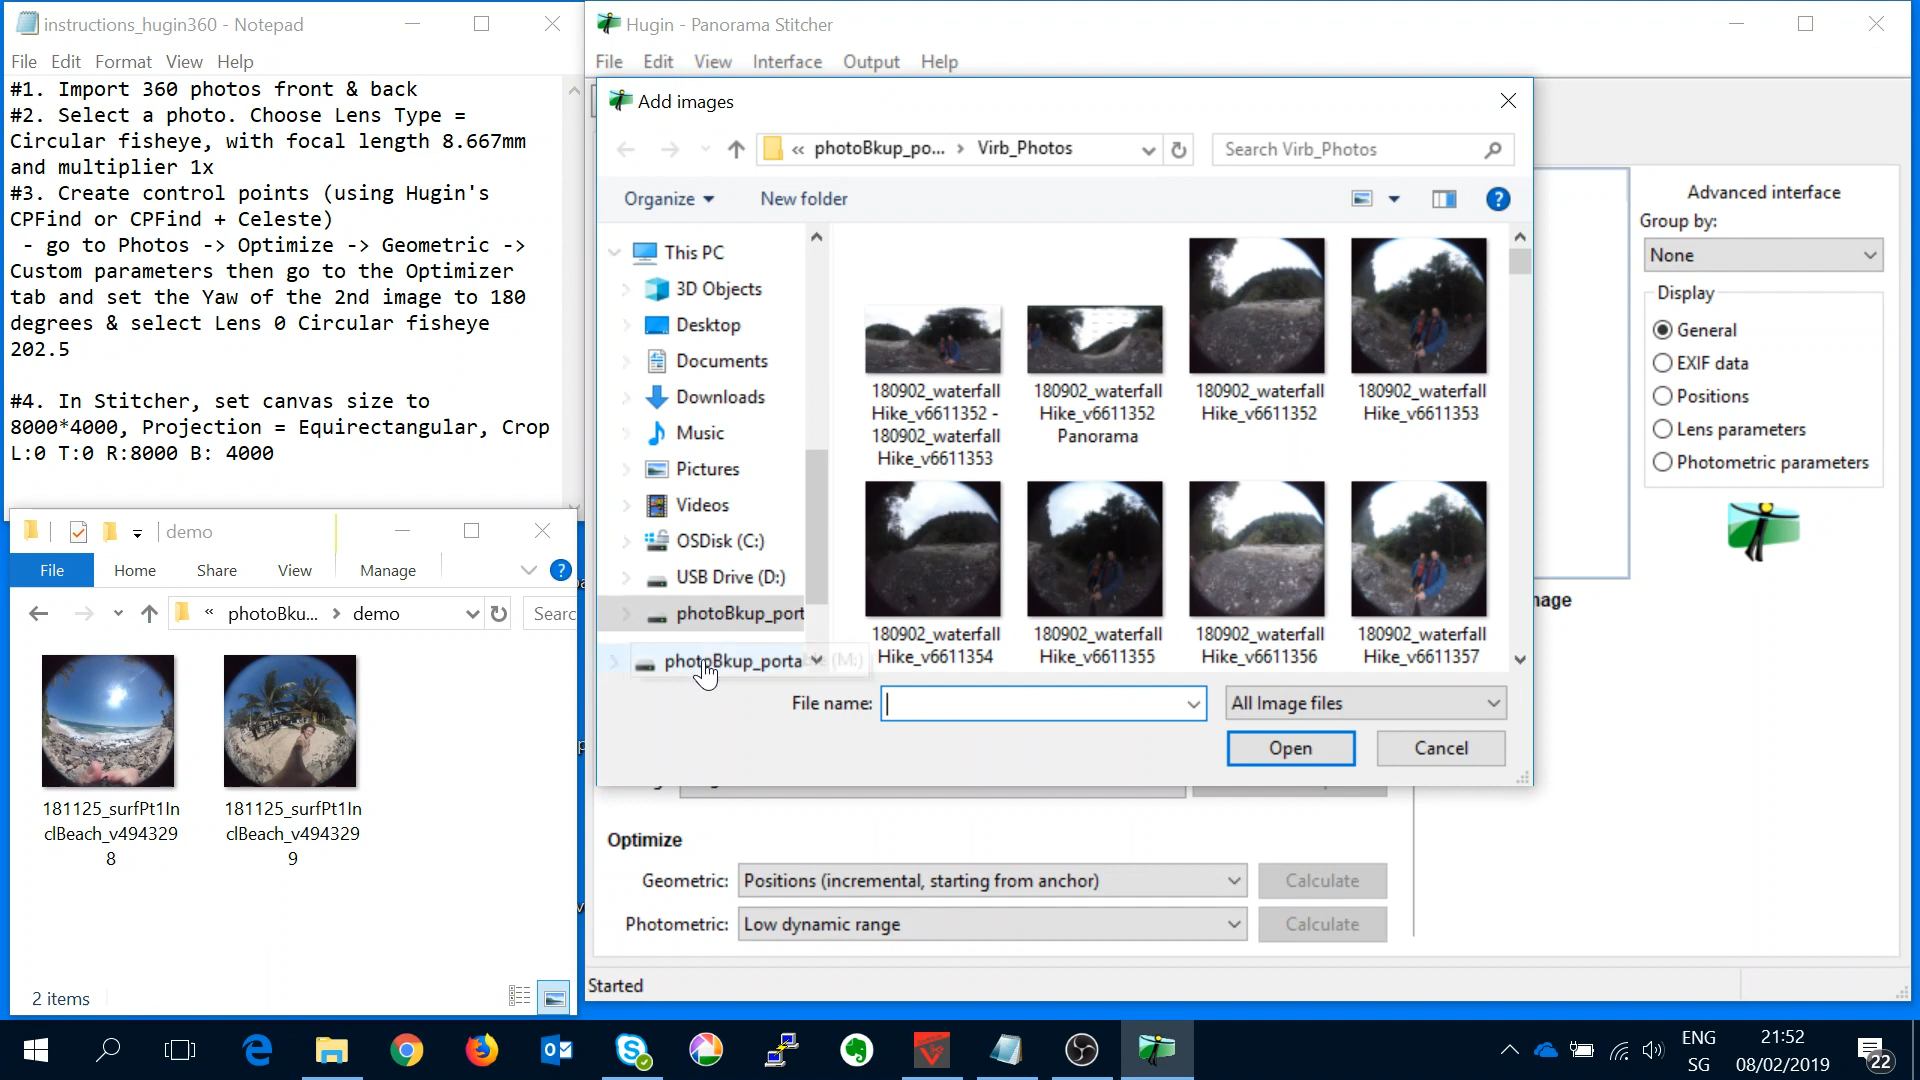 instructions_hugin360 - Notepad
File Edit Format View Help
#1. Import 360 photos front & back
#2. Select a photo. Choose Lens Type =
Circular fisheye, with focal length 8.667mm
and multiplier 1x
#3. Create control points (using Hugin's
CPFind or CPFind + Celeste)
- go to Photos -> Optimize -> Geometric ->
Custom parameters then go to the Optimizer
tab and set the Yaw of the 2nd image to 180
degrees & select Lens 0 Circular fisheye
202.5
#4. In Stitcher, set canvas size to
8000*4000, Projection = Equirectangular, Crop
L:0 T:0 R:8000 B: 4000
demo
File Home Share View Manage
« photoBku... > demo
Searc
181125_surfPt1In
clBeach_v494329
8
181125_surfPt1In
clBeach_v494329
9
2 items
Hugin - Panorama Stitcher
File Edit View Interface Output Help
Add images
« photoBkup_po... > Virb_Photos
Search Virb_Photos
Organize New folder
This PC
3D Objects
Desktop
Documents
Downloads
Music
Pictures
Videos
OSDisk (C:)
USB Drive (D:)
photoBkup_port
photoBkup_portable (M:)
180902_waterfall
Hike_v6611352 -
180902_waterfall
Hike_v6611353
180902_waterfall
Hike_v6611352
Panorama
180902_waterfall
Hike_v6611352
180902_waterfall
Hike_v6611353
180902_waterfall
Hike_v6611354
180902_waterfall
Hike_v6611355
180902_waterfall
Hike_v6611356
180902_waterfall
Hike_v6611357
File name:
All Image files
Open
Cancel
Advanced interface
Group by:
None
Display
General
EXIF data
Positions
Lens parameters
Photometric parameters
Optimize
Geometric: Positions (incremental, starting from anchor) Calculate
Photometric: Low dynamic range Calculate
Started
ENG
SG
21:52
08/02/2019
22